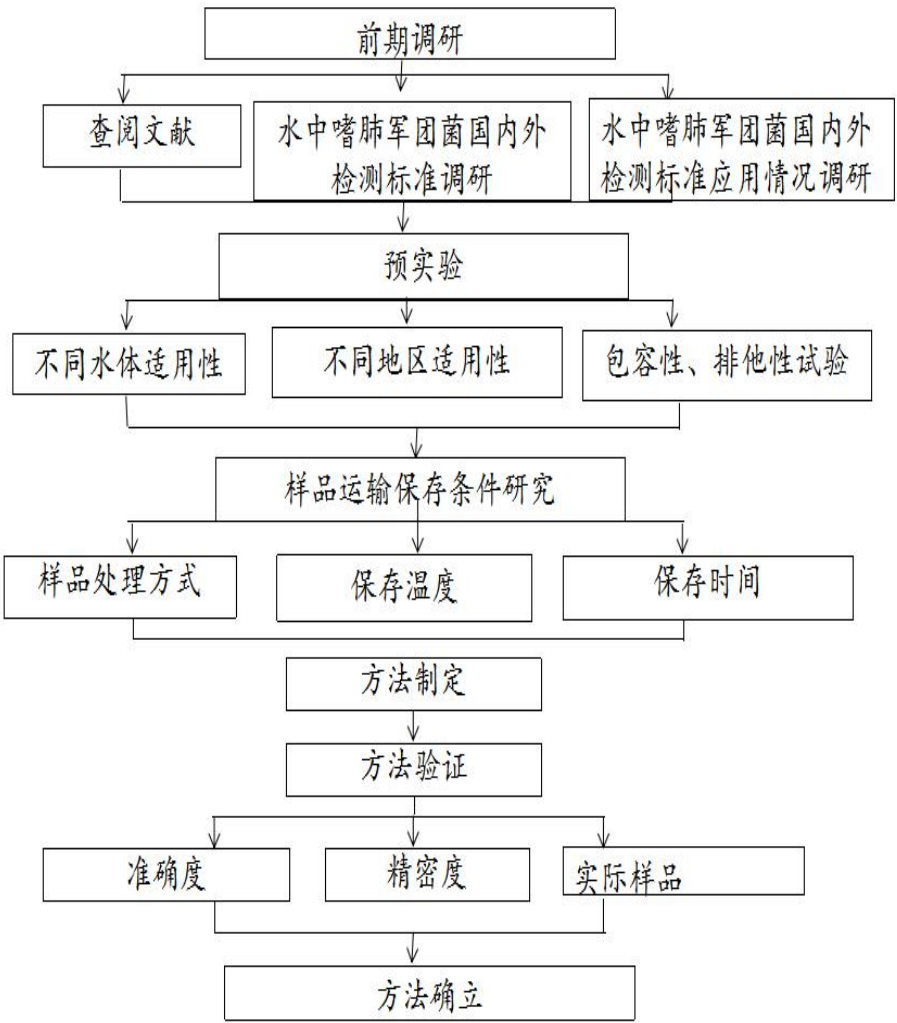 前期调研
查阅文献
水中嗜肺军团菌国内外
检测标准调研
水中嗜肺军团菌国内外
检测标准应用情况调研
预实验
不同水体适用性
不同地区适用性
包容性、排他性试验
样品运输保存条件研究
样品处理方式
保存温度
保存时间
方法制定
方法验证
准确度
精密度
实际样品
方法确立